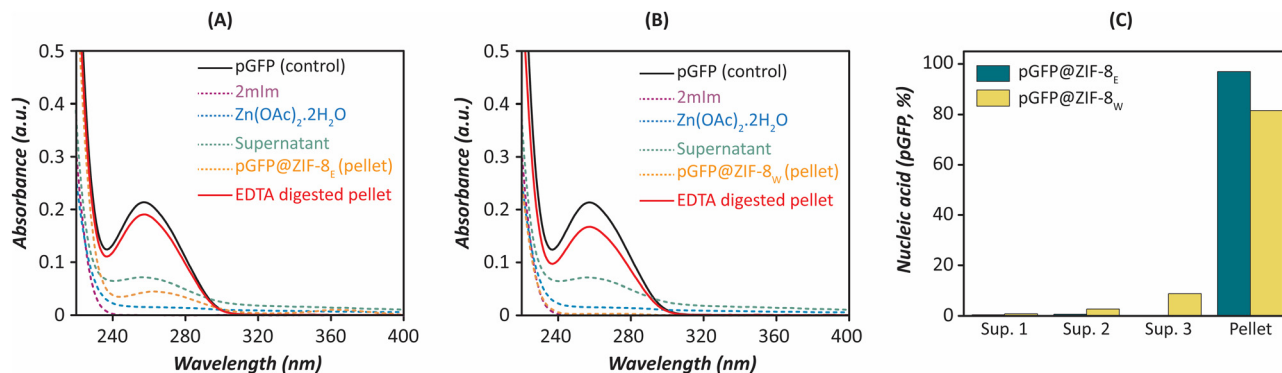 (A)
Absorbance (a.u.)
0.5
0.4
0.3
0.2
0.1
0
240
280
320
360
400
Wavelength (nm)
pGFP (control)
2mIm
Zn(OAc)₂.2H₂O
Supernatant
pGFP@ZIF-8E (pellet)
EDTA digested pellet
(B)
Absorbance (a.u.)
0.5
0.4
0.3
0.2
0.1
0
240
280
320
360
400
Wavelength (nm)
pGFP (control)
2mIm
Zn(OAc)₂.2H₂O
Supernatant
pGFP@ZIF-8W (pellet)
EDTA digested pellet
(C)
Nucleic acid (pGFP, %)
100
80
60
40
20
0
pGFP@ZIF-8E
pGFP@ZIF-8W
Sup. 1
Sup. 2
Sup. 3
Pellet